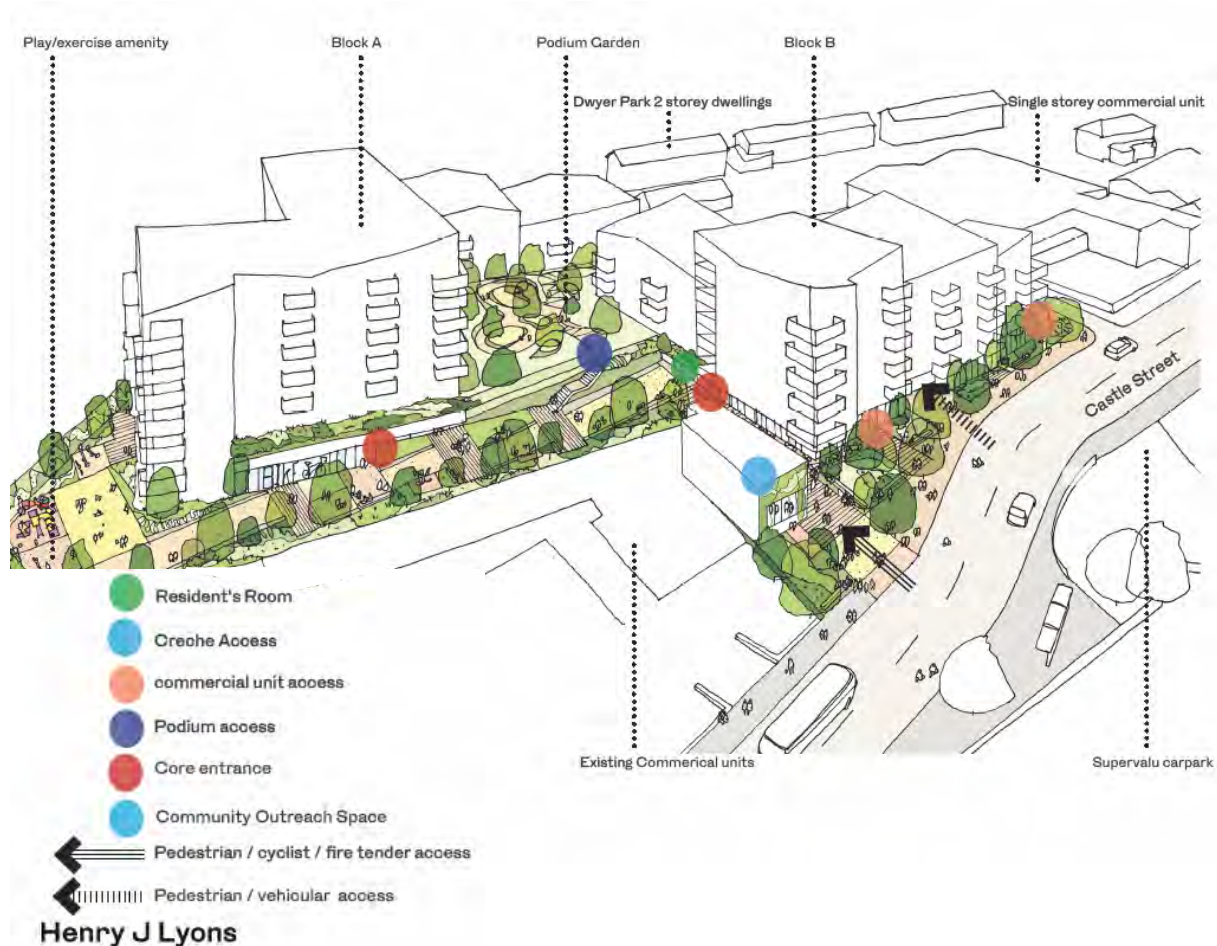 Play/exercise amenity
Block A
Podium Garden
Block B
Dwyer Park 2 storey dwellings
Single storey commercial unit
Castle Street
Resident's Room
Creche Access
commercial unit access
Podium access
Core entrance
Community Outreach Space
Pedestrian / cyclist / fire tender access
Pedestrian / vehicular access
Existing Commerical units
Supervalu carpark
Henry J Lyons